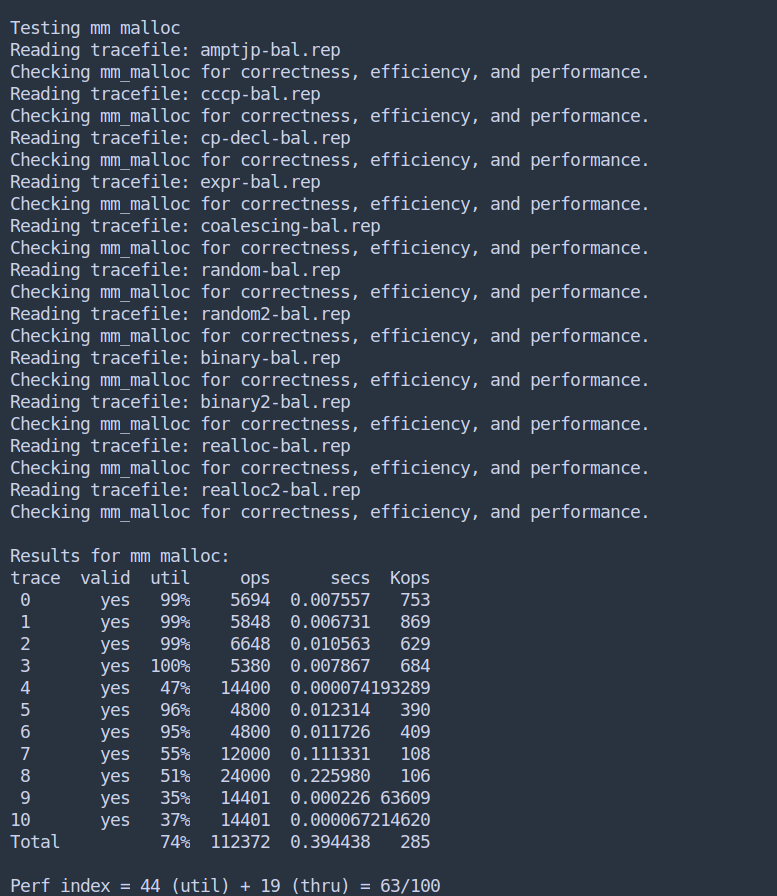 Testing mm malloc
Reading tracefile: amptjp-bal.rep
Checking mm_malloc for correctness, efficiency, and performance.
Reading tracefile: cccp-bal.rep
Checking mm_malloc for correctness, efficiency, and performance.
Reading tracefile: cp-decl-bal.rep
Checking mm_malloc for correctness, efficiency, and performance.
Reading tracefile: expr-bal.rep
Checking mm_malloc for correctness, efficiency, and performance.
Reading tracefile: coalescing-bal.rep
Checking mm_malloc for correctness, efficiency, and performance.
Reading tracefile: random-bal.rep
Checking mm_malloc for correctness, efficiency, and performance.
Reading tracefile: random2-bal.rep
Checking mm_malloc for correctness, efficiency, and performance.
Reading tracefile: binary-bal.rep
Checking mm_malloc for correctness, efficiency, and performance.
Reading tracefile: binary2-bal.rep
Checking mm_malloc for correctness, efficiency, and performance.
Reading tracefile: realloc-bal.rep
Checking mm_malloc for correctness, efficiency, and performance.
Reading tracefile: realloc2-bal.rep
Checking mm_malloc for correctness, efficiency, and performance.

Results for mm malloc:
trace  valid  util     ops      secs  Kops
 0       yes   99%    5694  0.007557   753
 1       yes   99%    5848  0.006731   869
 2       yes   99%    6648  0.010563   629
 3       yes  100%    5380  0.007867   684
 4       yes   47%   14400  0.000074193289
 5       yes   96%    4800  0.012314   390
 6       yes   95%    4800  0.011726   409
 7       yes   55%   12000  0.111331   108
 8       yes   51%   24000  0.225980   106
 9       yes   35%   14401  0.000226 63609
10       yes   37%   14401  0.000067214620
Total          74%  112372  0.394438   285

Perf index = 44 (util) + 19 (thru) = 63/100